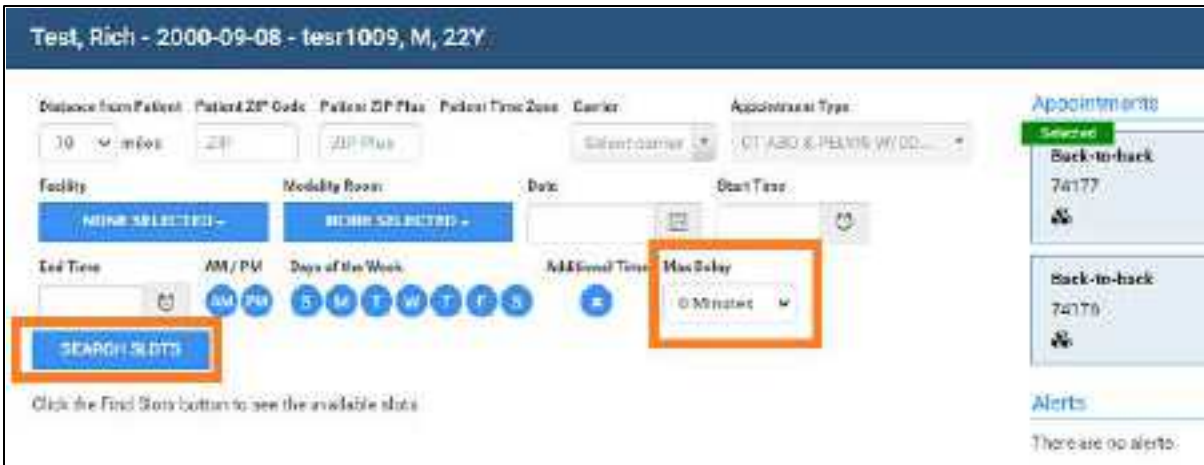 Test, Rich - 2000-09-08 - tesr1009, M, 22Y
Distance from Patient Patient ZIP Code Patient ZIP Plus Patient Time Zone Carrier Appointment Type
10 miles ZIP ZIP Plus Select carrier CT ABD & PELVIS W/ CO...
Facility Modality Room Date Start Time
NONE SELECTED NONE SELECTED
End Time AM / PM Days of the Week Additional Time Max Delay
AM PM S M T W T F S 0 Minutes
SEARCH SLOTS
Click the Find Slots button to see the available slots
Appointments
Selected
Back-to-back
74177
Back-to-back
74176
Alerts
There are no alerts